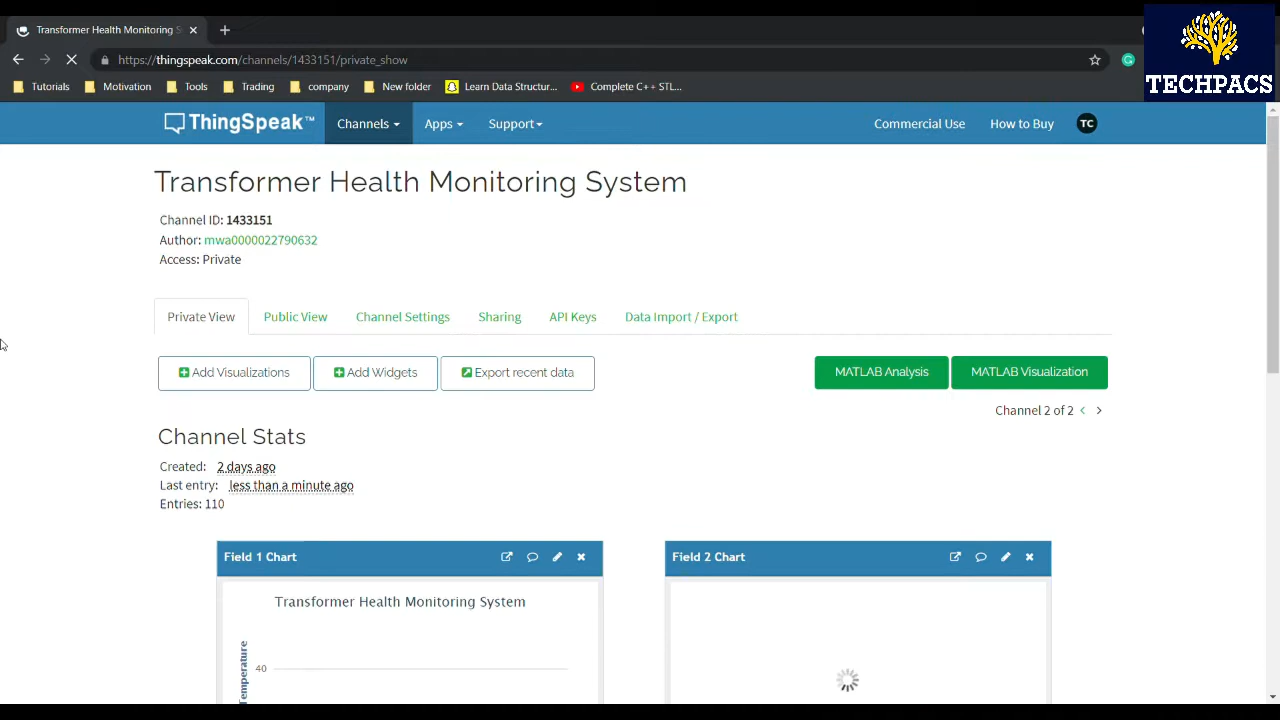 Transformer Health Monitoring S
https://thingspeak.com/channels/1433151/private_show
Tutorials Motivation Tools Trading company New folder Learn Data Structur... Complete C++ STL...
TECHPACS
ThingSpeak™ Channels Apps Support Commercial Use How to Buy TC
Transformer Health Monitoring System
Channel ID: 1433151
Author: mwa0000022790632
Access: Private
Private View Public View Channel Settings Sharing API Keys Data Import / Export
Add Visualizations Add Widgets Export recent data MATLAB Analysis MATLAB Visualization
Channel 2 of 2 < >
Channel Stats
Created: 2 days ago
Last entry: less than a minute ago
Entries: 110
Field 1 Chart
Field 2 Chart
Transformer Health Monitoring System
Temperature
40